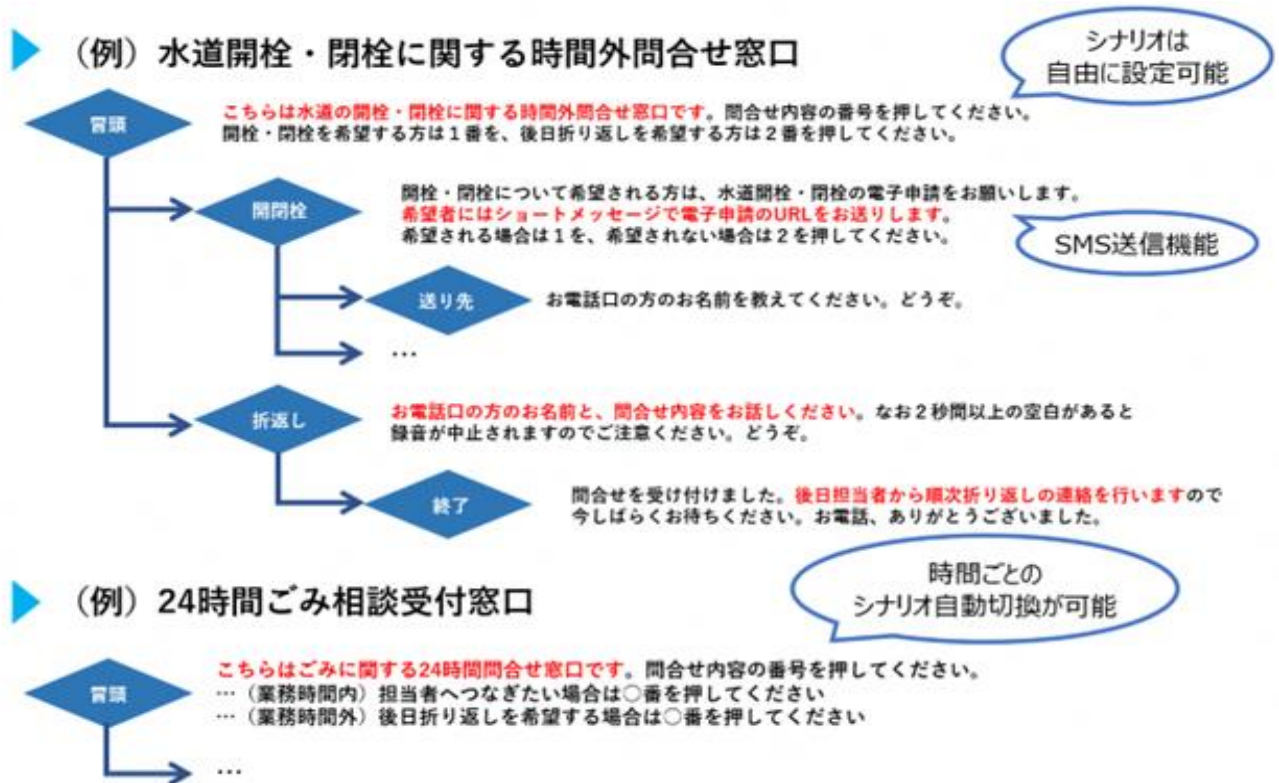 （例）水道開栓・閉栓に関する時間外問合せ窓口
シナリオは
自由に設定可能
冒頭
こちらは水道の開栓・閉栓に関する時間外問合せ窓口です。問合せ内容の番号を押してください。
開栓・閉栓を希望する方は１番を、後日折り返しを希望する方は２番を押してください。
開閉栓
開栓・閉栓について希望される方は、水道開栓・閉栓の電子申請をお願いします。
希望者にはショートメッセージで電子申請のURLをお送りします。
希望される場合は１を、希望されない場合は２を押してください。
SMS送信機能
送り先
お電話口の方のお名前を教えてください。どうぞ。
…
折返し
お電話口の方のお名前と、問合せ内容をお話しください。なお２秒間以上の空白があると
録音が中止されますのでご注意ください。どうぞ。
終了
問合せを受け付けました。後日担当者から順次折り返しの連絡を行いますので
今しばらくお待ちください。お電話、ありがとうございました。
（例）24時間ごみ相談受付窓口
時間ごとの
シナリオ自動切換が可能
冒頭
こちらはごみに関する24時間問合せ窓口です。問合せ内容の番号を押してください。
…（業務時間内）担当者へつなぎたい場合は○番を押してください
…（業務時間外）後日折り返しを希望する場合は○番を押してください
…